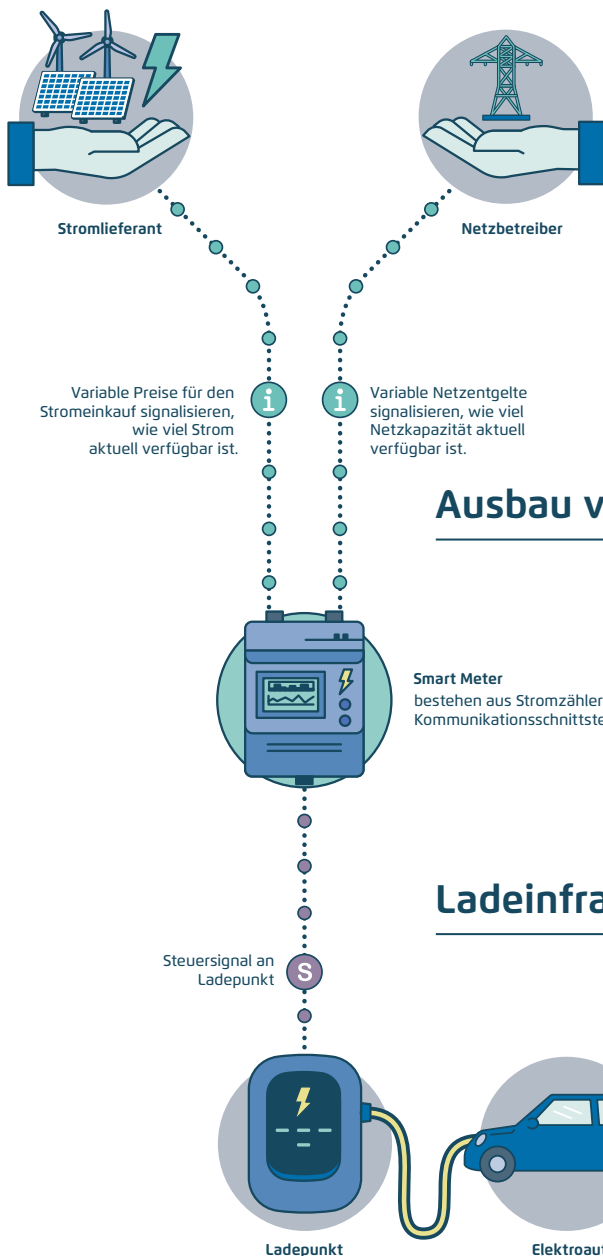 Stromlieferant
Netzbetreiber
Variable Preise für den
Stromeinkauf signalisieren,
wie viel Strom
aktuell verfügbar ist.
i
i
Variable Netzentgelte
signalisieren, wie viel
Netzkapazität aktuell
verfügbar ist.
Ausbau v
Smart Meter
bestehen aus Stromzähler
Kommunikationsschnittste
Ladeinfra
Steuersignal an
Ladepunkt
S
Ladepunkt
Elektroaut